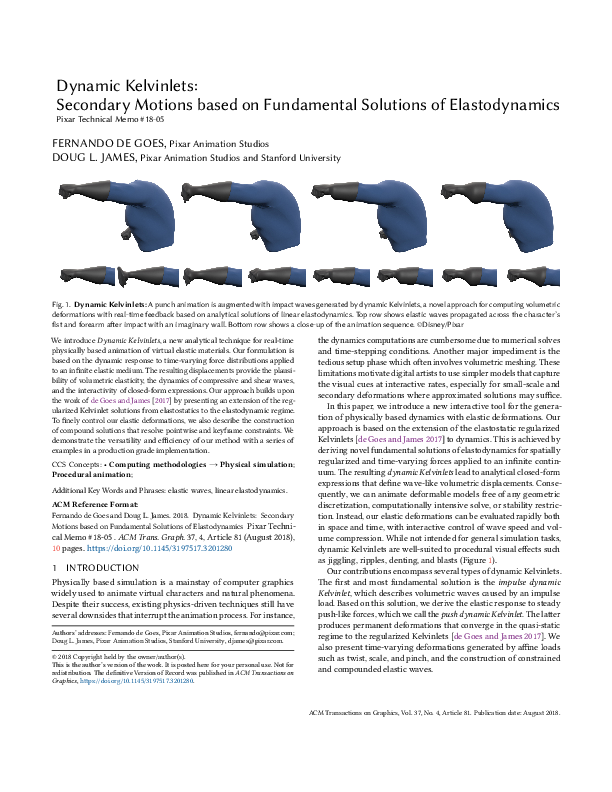 Dynamic Kelvinlets:
Secondary Motions based on Fundamental Solutions of Elastodynamics
Pixar Technical Memo #18-05
FERNANDO DE GOES, Pixar Animation Studios
DOUG L. JAMES, Pixar Animation Studios and Stanford University
Fig. 1. Dynamic Kelvinlets: A punch animation is augmented with impact waves generated by Dynamic Kelvinlets, a novel approach for computing volumetric
deformations with real-time feedback based on analytical solutions of linear elastodynamics. Top row shows elastic waves propagated across the character's
fist and forearm after impact with an imaginary wall. Bottom row shows a close-up of the animation sequence. ©Disney/Pixar
We introduce Dynamic Kelvinlets, a new analytical technique for real-time
physically based animation of virtual elastic materials. Our formulation is
based on the dynamic response to time-varying force distributions applied
to an infinite elastic medium. The resulting displacements provide the plausi-
bility of volumetric elasticity, the dynamics of compressive and shear waves,
and the interactivity of closed-form expressions. Our approach builds upon
the work of de Goes and James [2017] by presenting an extension of the reg-
ularized Kelvinlet solutions from elastostatics to the elastodynamic regime.
To finely control our elastic deformations, we also describe the construction
of compound solutions that resolve pointwise and keyframe constraints. We
demonstrate the versatility and efficiency of our method with a series of
examples in a production grade implementation.
CCS Concepts: • Computing methodologies → Physical simulation;
Procedural animation;
Additional Key Words and Phrases: elastic waves, linear elastodynamics.
ACM Reference Format:
Fernando de Goes and Doug L. James. 2018. Dynamic Kelvinlets: Secondary
Motions based on Fundamental Solutions of Elastodynamics Pixar Techni-
cal Memo #18-05 . ACM Trans. Graph. 37, 4, Article 81 (August 2018),
10 pages. https://doi.org/10.1145/3197517.3201280
1 INTRODUCTION
Physically based simulation is a mainstay of computer graphics
widely used to animate virtual characters and natural phenomena.
Despite their success, existing physics-driven techniques still have
several downsides that interrupt the animation process. For instance,
Authors' addresses: Fernando de Goes, Pixar Animation Studios, fernando@pixar.com;
Doug L. James, Pixar Animation Studios, Stanford University, djames@pixar.com.
© 2018 Copyright held by the owner/author(s).
This is the author's version of the work. It is posted here for your personal use. Not for
redistribution. The definitive Version of Record was published in ACM Transactions on
Graphics, https://doi.org/10.1145/3197517.3201280.
the dynamics computations are cumbersome due to numerical solves
and time-stepping conditions. Another major impediment is the
tedious setup phase which often involves volumetric meshing. These
limitations motivate digital artists to use simpler models that capture
the visual cues at interactive rates, especially for small-scale and
secondary deformations where approximated solutions may suffice.
In this paper, we introduce a new interactive tool for the genera-
tion of physically based dynamics with elastic deformations. Our
approach is based on the extension of the elastostatic regularized
Kelvinlets [de Goes and James 2017] to dynamics. This is achieved by
deriving novel fundamental solutions of elastodynamics for spatially
regularized and time-varying forces applied to an infinite contin-
uum. The resulting dynamic Kelvinlets lead to analytical closed-form
expressions that define wave-like volumetric displacements. Conse-
quently, we can animate deformable models free of any geometric
discretization, computationally intensive solve, or stability restric-
tion. Instead, our elastic deformations can be evaluated rapidly both
in space and time, with interactive control of wave speed and vol-
ume compression. While not intended for general simulation tasks,
dynamic Kelvinlets are well-suited to procedural visual effects such
as jiggling, ripples, denting, and blasts (Figure 1).
Our contributions encompass several types of dynamic Kelvinlets.
The first and most fundamental solution is the impulse dynamic
Kelvinlet, which describes volumetric waves caused by an impulse
load. Based on this solution, we derive the elastic response to steady
push-like forces, which we call the push dynamic Kelvinlet. The latter
produces permanent deformations that converge in the quasi-static
regime to the regularized Kelvinlets [de Goes and James 2017]. We
also present time-varying deformations generated by affine loads
such as twist, scale, and pinch, and the construction of constrained
and compounded elastic waves.
ACM Transactions on Graphics, Vol. 37, No. 4, Article 81. Publication date: August 2018.